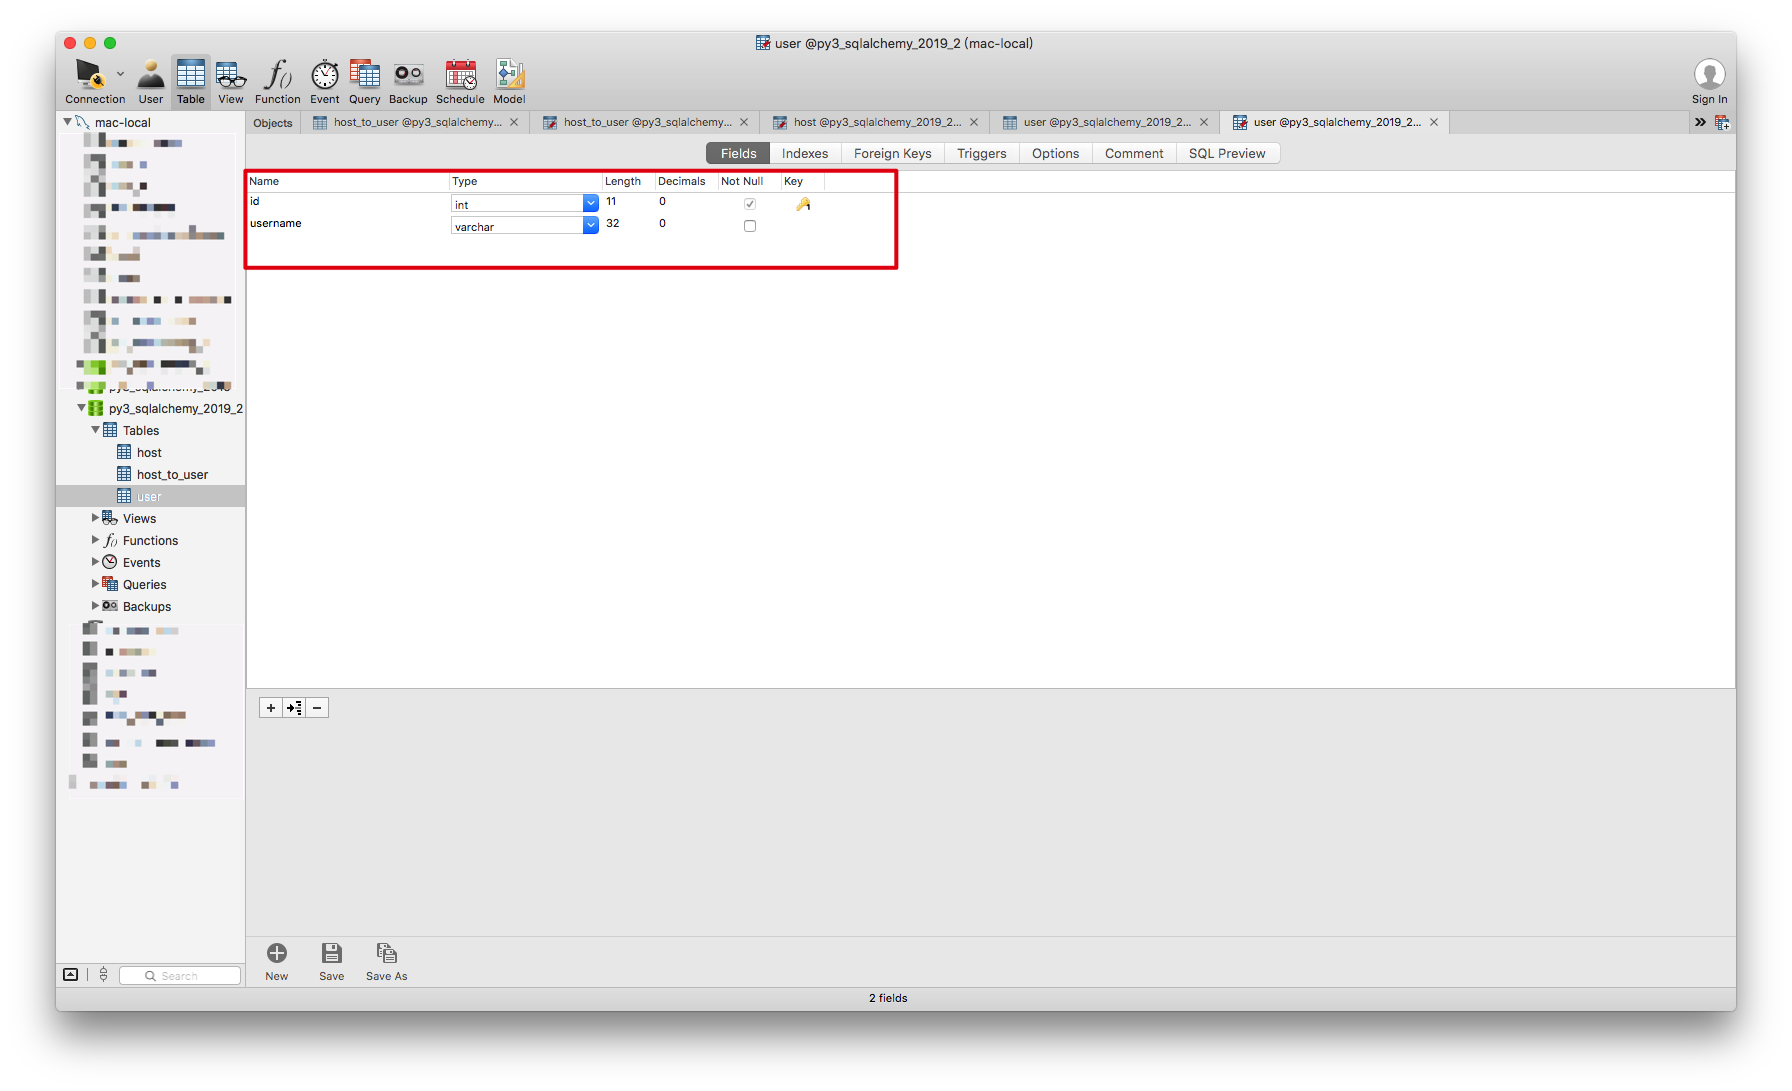 user @py3_sqlalchemy_2019_2 (mac-local)
Connection User Table View Function Event Query Backup Schedule Model
Sign In
mac-local
Objects host_to_user @py3_sqlalchemy... host_to_user @py3_sqlalchemy... host @py3_sqlalchemy_2019_2... user @py3_sqlalchemy_2019_2... user @py3_sqlalchemy_2019_2...
Fields Indexes Foreign Keys Triggers Options Comment SQL Preview
Name Type Length Decimals Not Null Key
id int 11 0 1
username varchar 32 0
py3_sqlalchemy_2019_2
Tables
host
host_to_user
user
Views
Functions
Events
Queries
Backups
New Save Save As
Search
2 fields